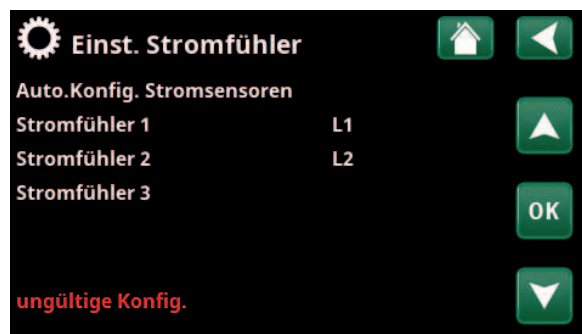 Einst. Stromfühler
Auto.Konfig. Stromsensoren
Stromfühler 1 L1
Stromfühler 2 L2
Stromfühler 3
OK
ungültige Konfig.